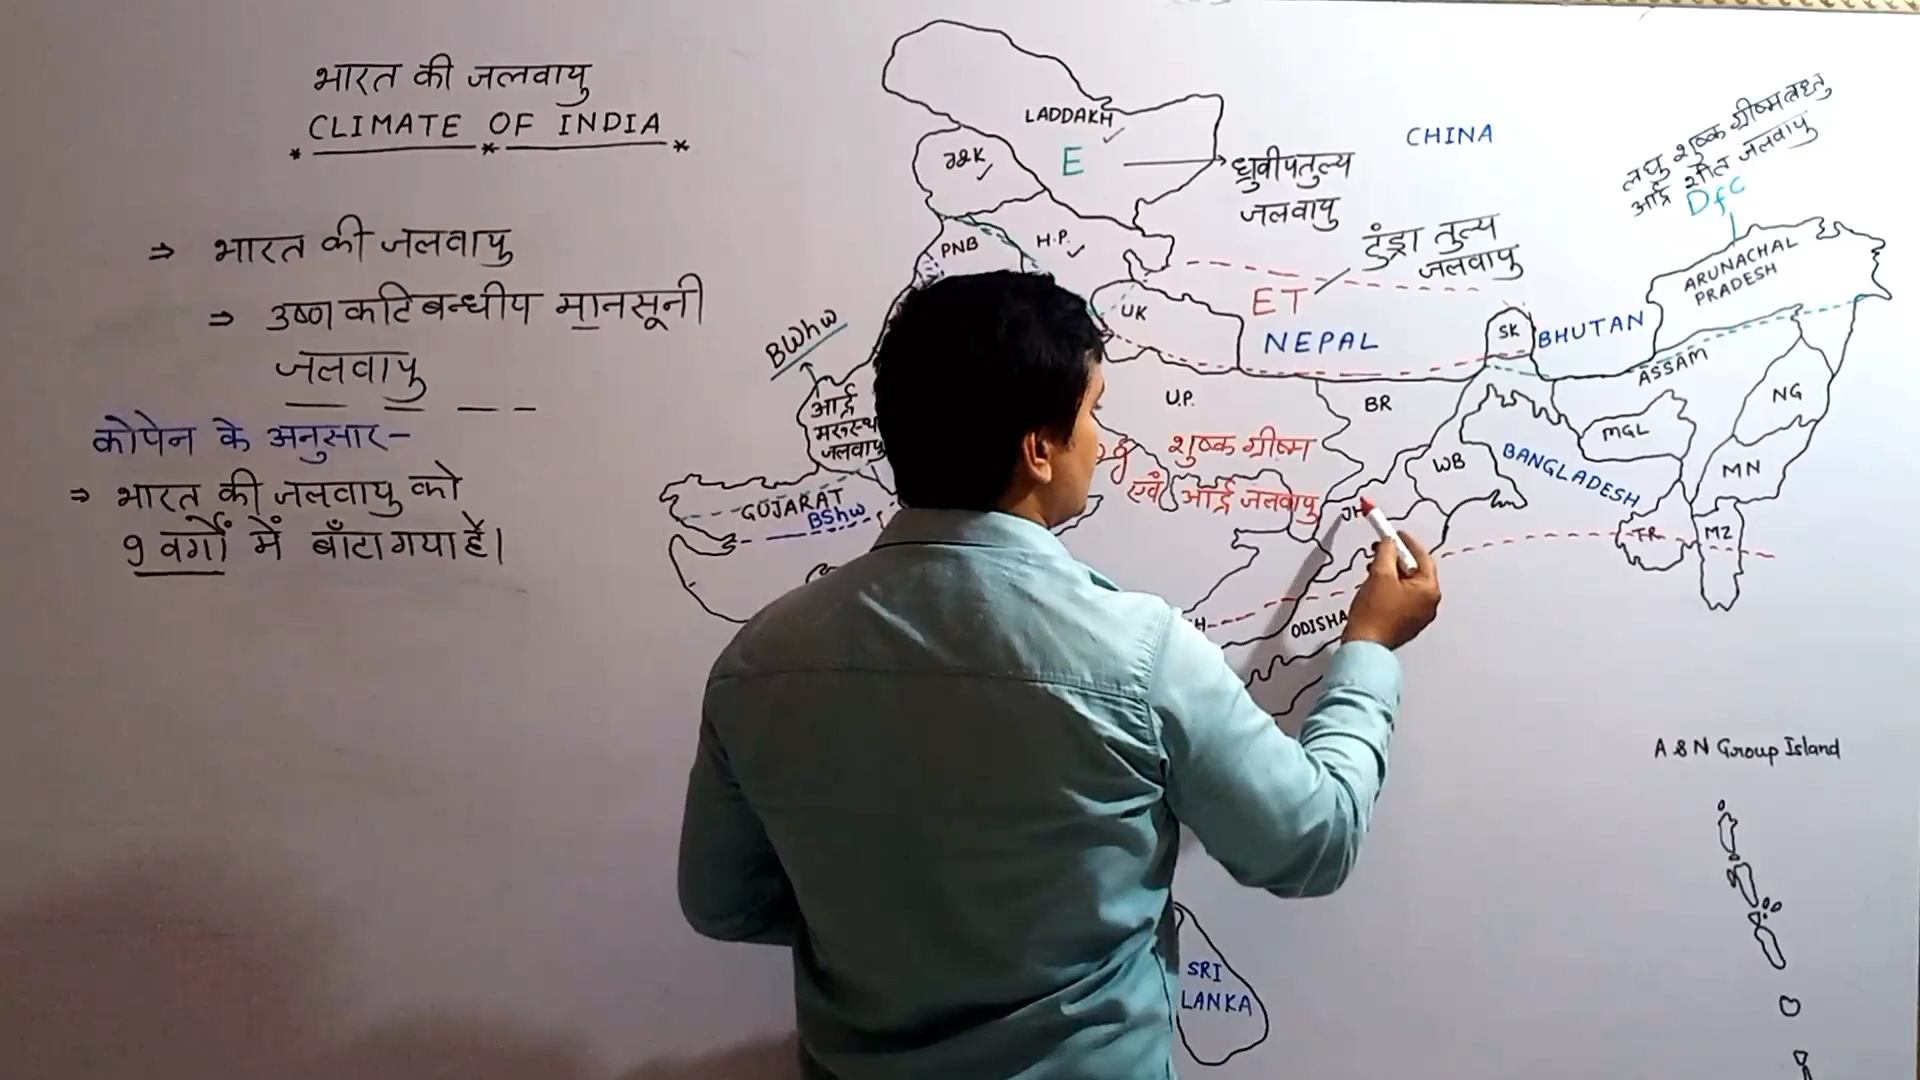 भारत की जलवायु
CLIMATE OF INDIA
⇒ भारत की जलवायु
⇒ उष्ण कटिबन्धीय मानसूनी
जलवायु
कोपेन के अनुसार-
⇒ भारत की जलवायु को
9 वर्गों में बाँटा गया है।
LADDAKH
J&K
E
ध्रुवीयतुल्य
जलवायु
CHINA
लघु शुष्क ग्रीष्म ऋतु
आर्द्र शीत जलवायु
Dfc
PNB
H.P.
टुंड्रा तुल्य
जलवायु
ET
UK
NEPAL
SK
BHUTAN
ARUNACHAL
PRADESH
ASSAM
NG
BWhw
आर्द्र
जलवायु
U.P.
BR
MGL
MN
शुष्क ग्रीष्म
एवं आर्द्र जलवायु
WB
BANGLADESH
GUJARAT
BShw
JH
TR
MZ
ODISHA
A & N Group Island
SRI
LANKA